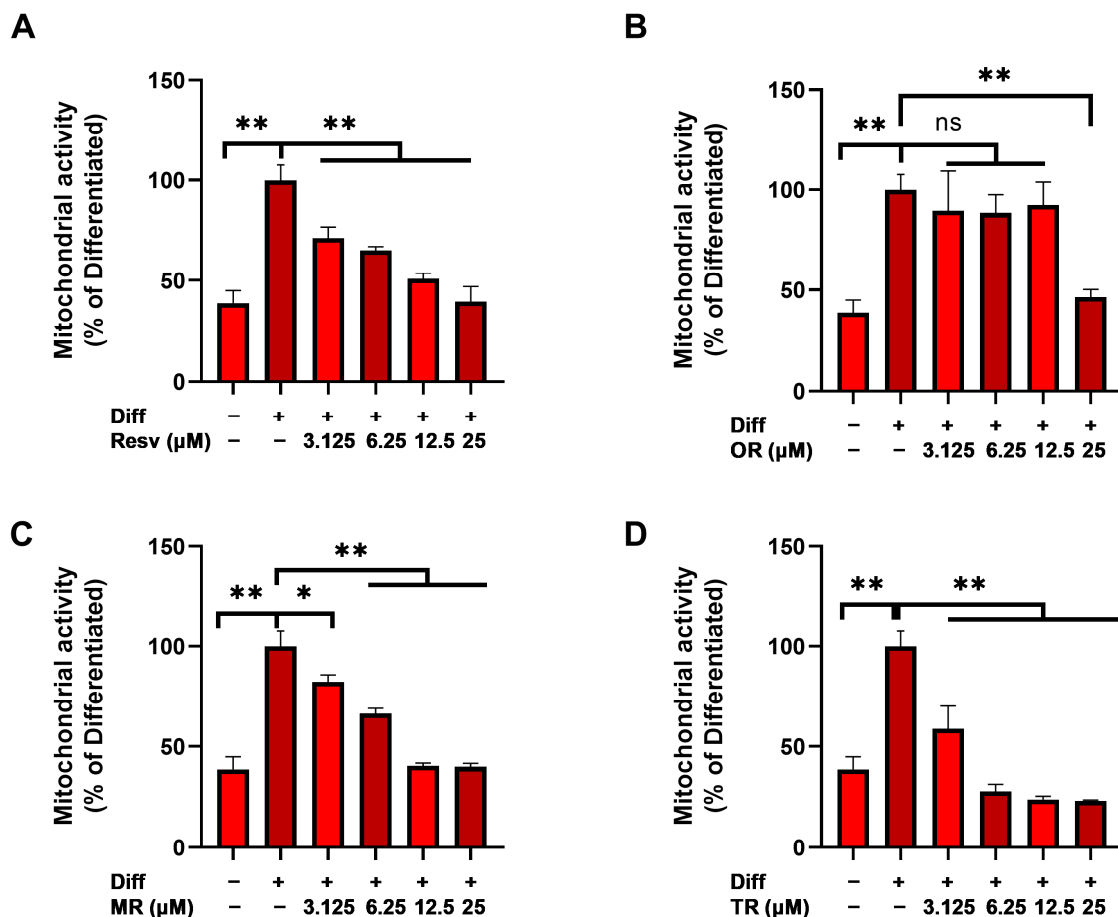 A
Mitochondrial activity
(% of Differentiated)
150
100
50
0
** **
Diff – + + + + +
Resv (µM) – – 3.125 6.25 12.5 25
B
Mitochondrial activity
(% of Differentiated)
150
100
50
0
**
** ns
Diff – + + + + +
OR (µM) – – 3.125 6.25 12.5 25
C
Mitochondrial activity
(% of Differentiated)
150
100
50
0
**
** *
Diff – + + + + +
MR (µM) – – 3.125 6.25 12.5 25
D
Mitochondrial activity
(% of Differentiated)
150
100
50
0
** **
Diff – + + + + +
TR (µM) – – 3.125 6.25 12.5 25